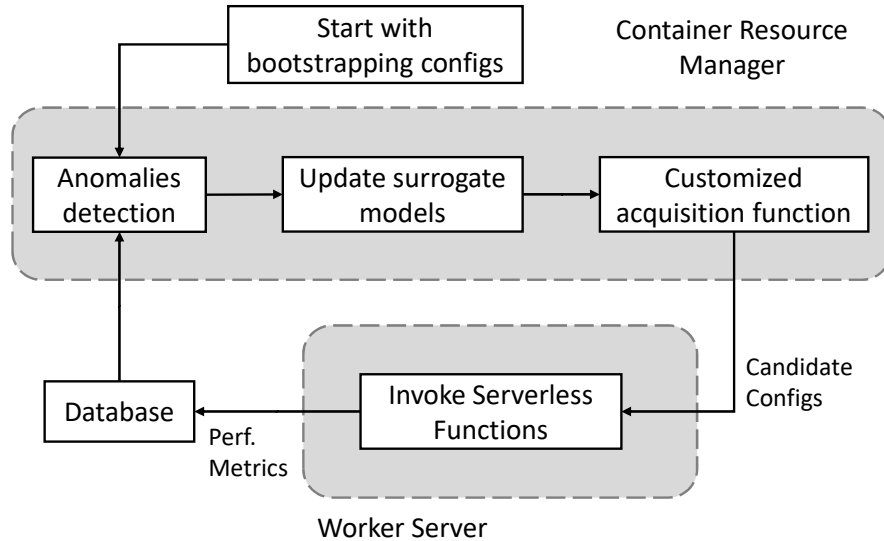 Start with
bootstrapping configs
Container Resource
Manager
Anomalies
detection
Update surrogate
models
Customized
acquisition function
Candidate
Configs
Invoke Serverless
Functions
Database
Perf.
Metrics
Worker Server